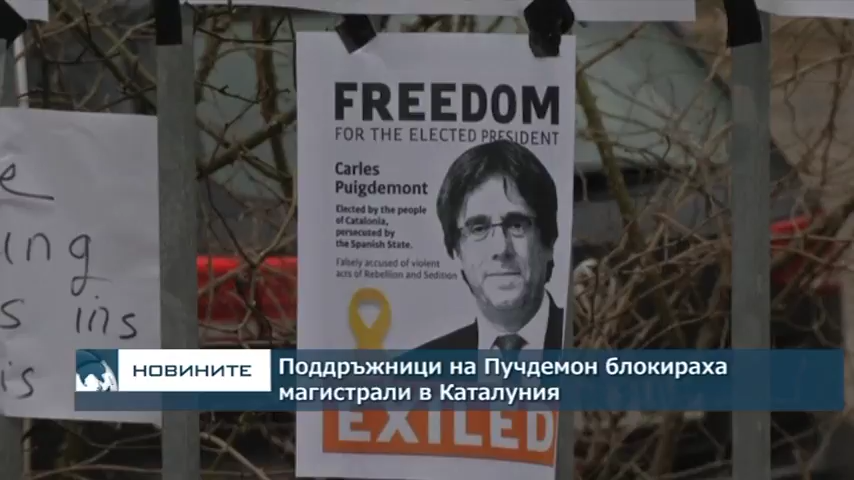 FREEDOM
FOR THE ELECTED PRESIDENT
Carles
Puigdemont
Elected by the people
of Catalonia,
persecuted by
the Spanish State.
Falsely accused of violent
acts of Rebellion and Sedition
ing
s ins
is
НОВИНИТЕ
Поддръжници на Пучдемон блокираха
магистрали в Каталуния
EXILED